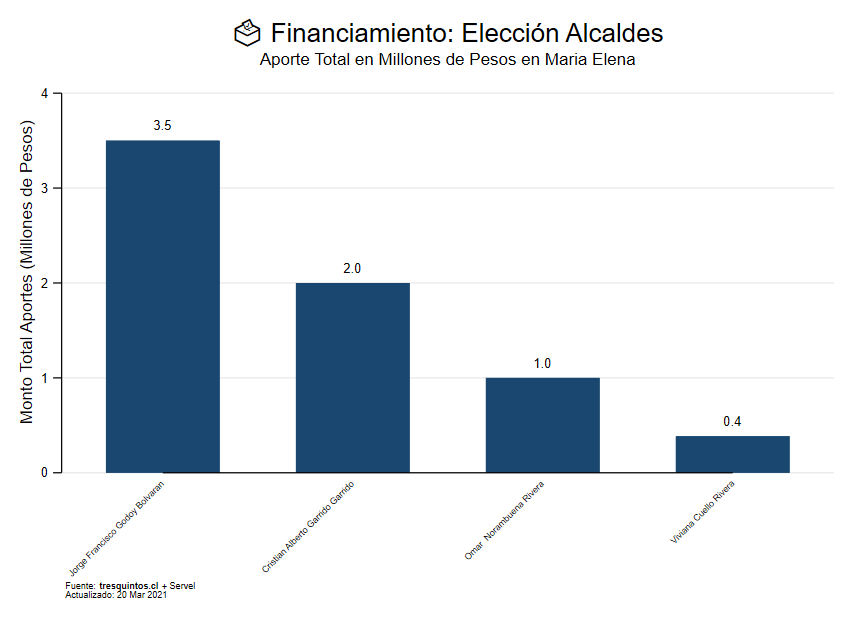 Financiamiento: Elección Alcaldes
Aporte Total en Millones de Pesos en Maria Elena
Monto Total Aportes (Millones de Pesos)
4
3
2
1
0
3.5
2.0
1.0
0.4
Jorge Francisco Godoy Bolvaran
Cristian Alberto Garrido Garrido
Omar Norambuena Rivera
Viviana Cuello Rivera
Fuente: tresquintos.cl + Servel
Actualizado: 20 Mar 2021